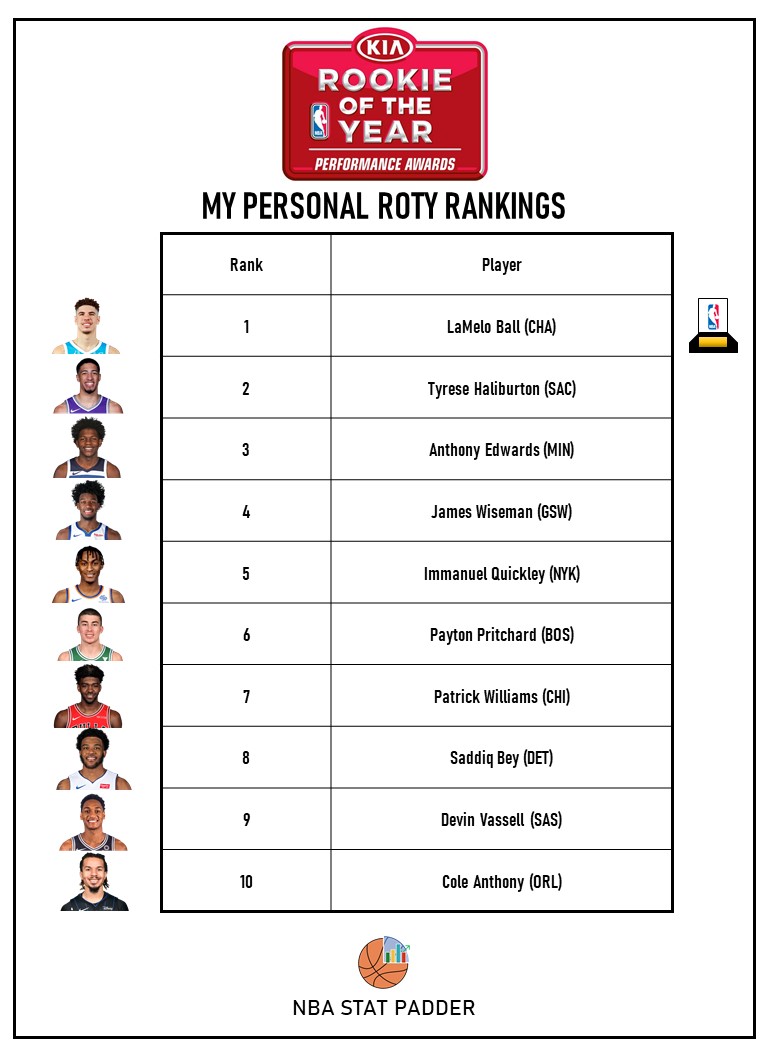 KIA
ROOKIE
OF THE
YEAR
NBA
PERFORMANCE AWARDS
MY PERSONAL ROTY RANKINGS
Rank Player
1 LaMelo Ball (CHA)
2 Tyrese Haliburton (SAC)
3 Anthony Edwards (MIN)
4 James Wiseman (GSW)
5 Immanuel Quickley (NYK)
6 Payton Pritchard (BOS)
7 Patrick Williams (CHI)
8 Saddiq Bey (DET)
9 Devin Vassell (SAS)
10 Cole Anthony (ORL)
NBA STAT PADDER